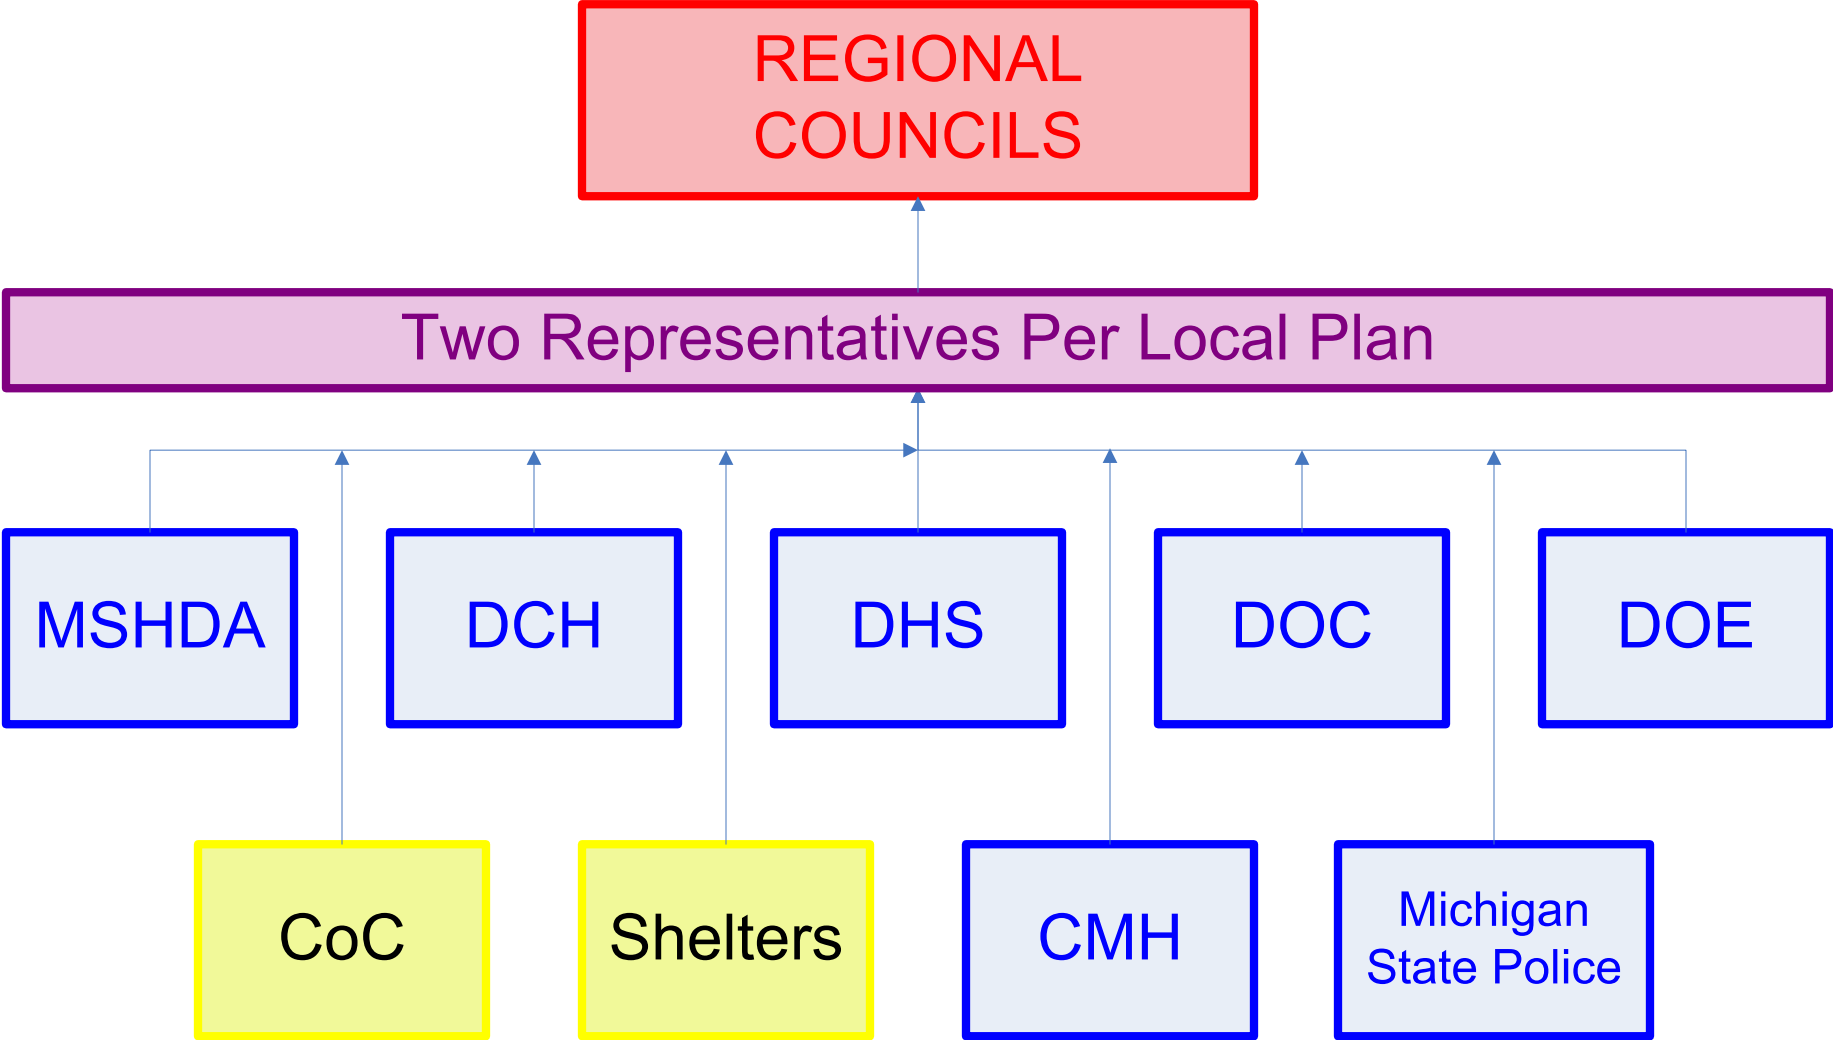 REGIONAL
COUNCILS
Two Representatives Per Local Plan
MSHDA
DCH
DHS
DOC
DOE
CoC
Shelters
CMH
Michigan
State Police